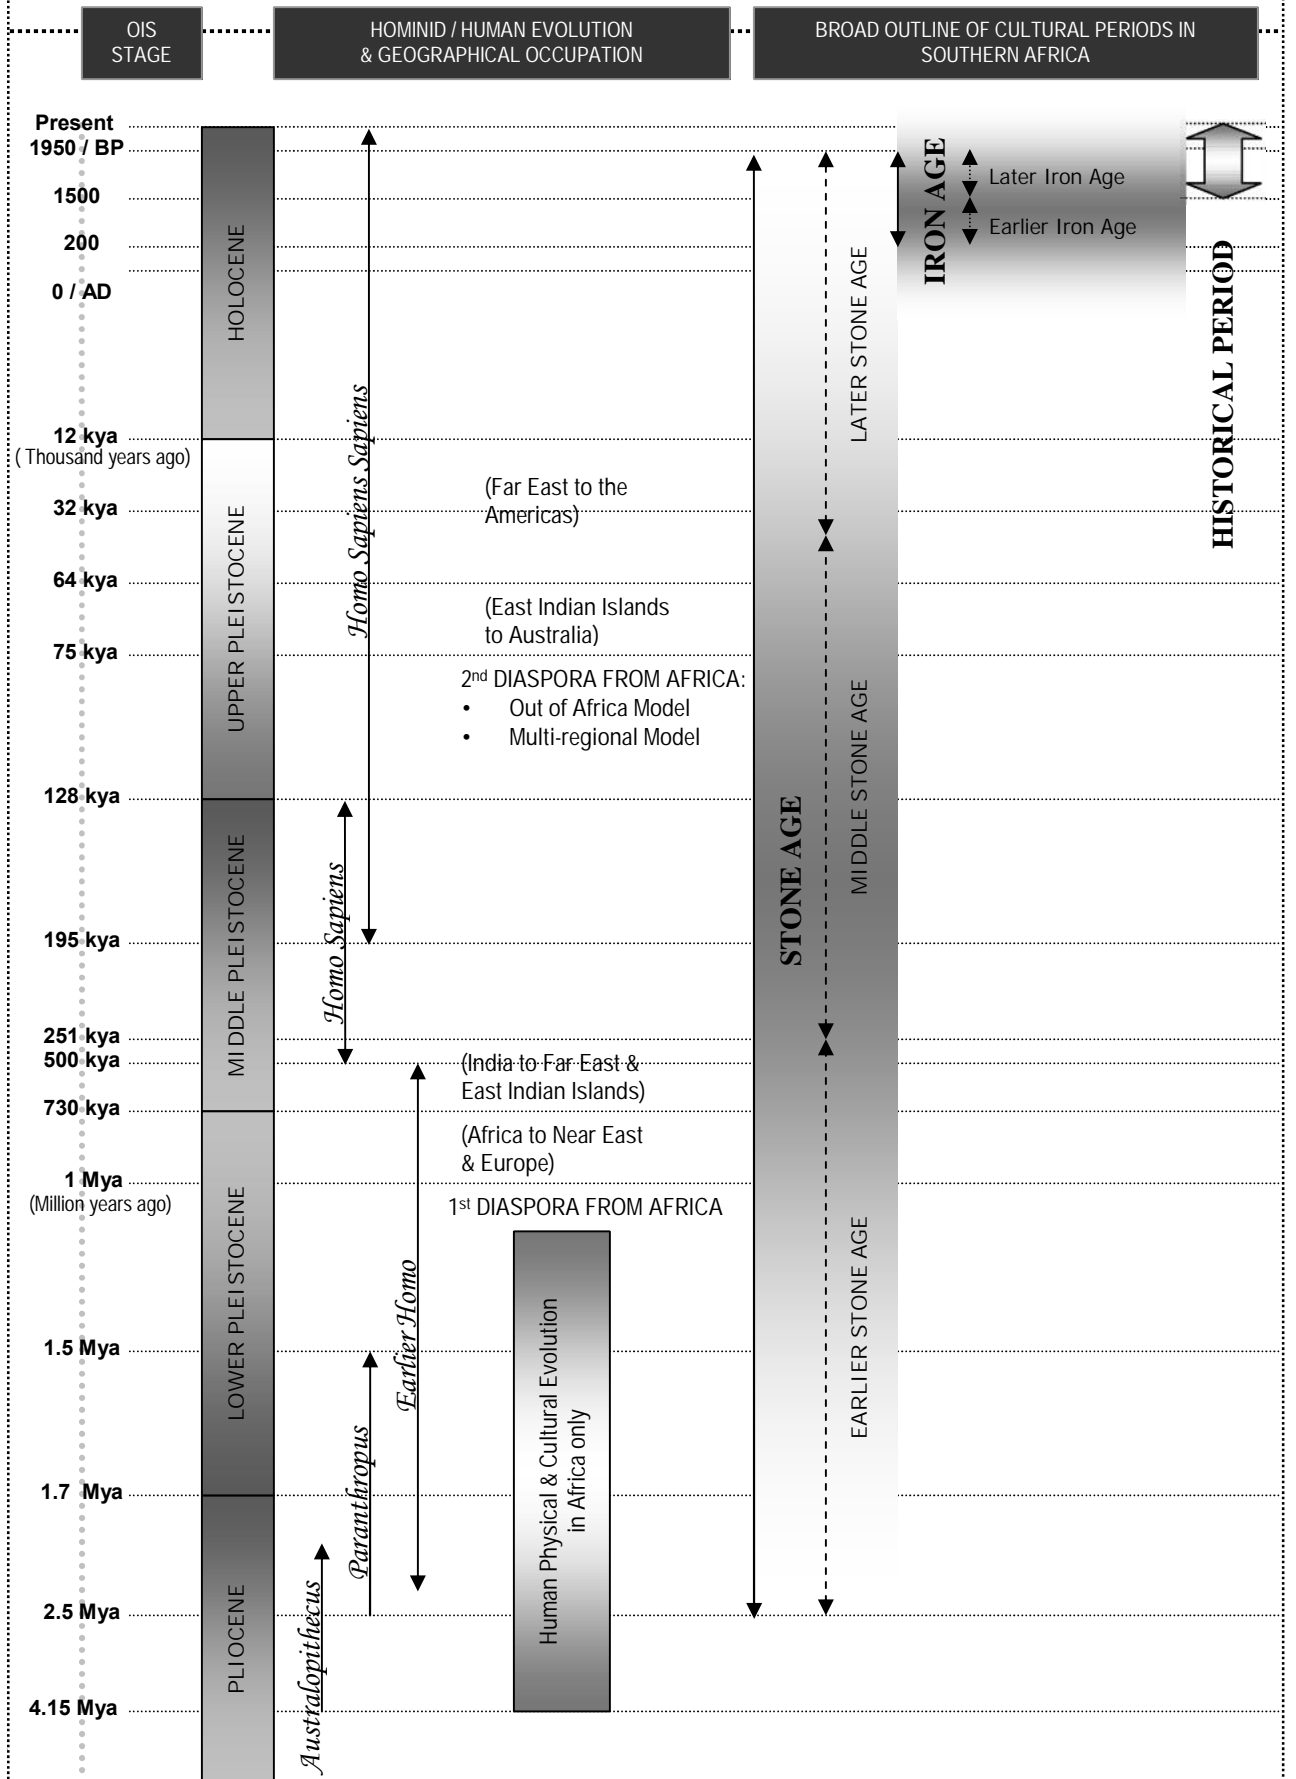 OIS
STAGE
HOMINID / HUMAN EVOLUTION
& GEOGRAPHICAL OCCUPATION
BROAD OUTLINE OF CULTURAL PERIODS IN
SOUTHERN AFRICA
Present
1950 / BP
1500
200
0 / AD
12 kya
( Thousand years ago)
32 kya
64 kya
75 kya
128 kya
195 kya
251 kya
500 kya
730 kya
1 Mya
(Million years ago)
1.5 Mya
1.7 Mya
2.5 Mya
4.15 Mya
HOLOCENE
UPPER PLEISTOCENE
MIDDLE PLEISTOCENE
LOWER PLEISTOCENE
PLIOCENE
Homo Sapiens Sapiens
Homo Sapiens
Earlier Homo
Paranthropus
Australopithecus
(Far East to the
Americas)
(East Indian Islands
to Australia)
2nd DIASPORA FROM AFRICA:
• Out of Africa Model
• Multi-regional Model
(India to Far East &
East Indian Islands)
(Africa to Near East
& Europe)
1st DIASPORA FROM AFRICA
Human Physical & Cultural Evolution
in Africa only
STONE AGE
LATER STONE AGE
MIDDLE STONE AGE
EARLIER STONE AGE
IRON AGE
Later Iron Age
Earlier Iron Age
HISTORICAL PERIOD